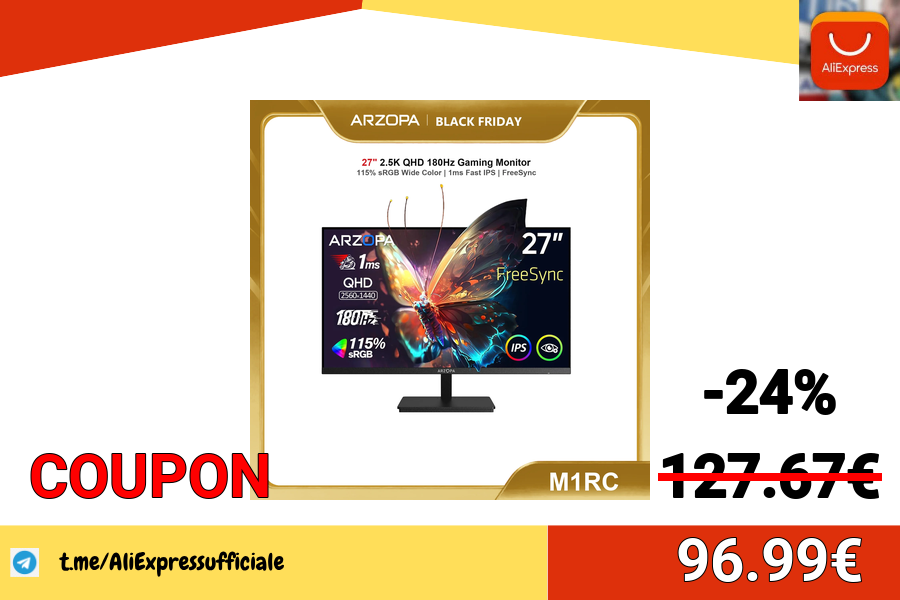 AliExpress
ARZOPA | BLACK FRIDAY
27" 2.5K QHD 180Hz Gaming Monitor
115% sRGB Wide Color | 1ms Fast IPS | FreeSync
ARZOPA
27"
1ms
FreeSync
QHD
2560×1440
180Hz
115%
sRGB
IPS
ARZOPA
-24%
COUPON
127.67€
M1RC
t.me/AliExpressufficiale
96.99€